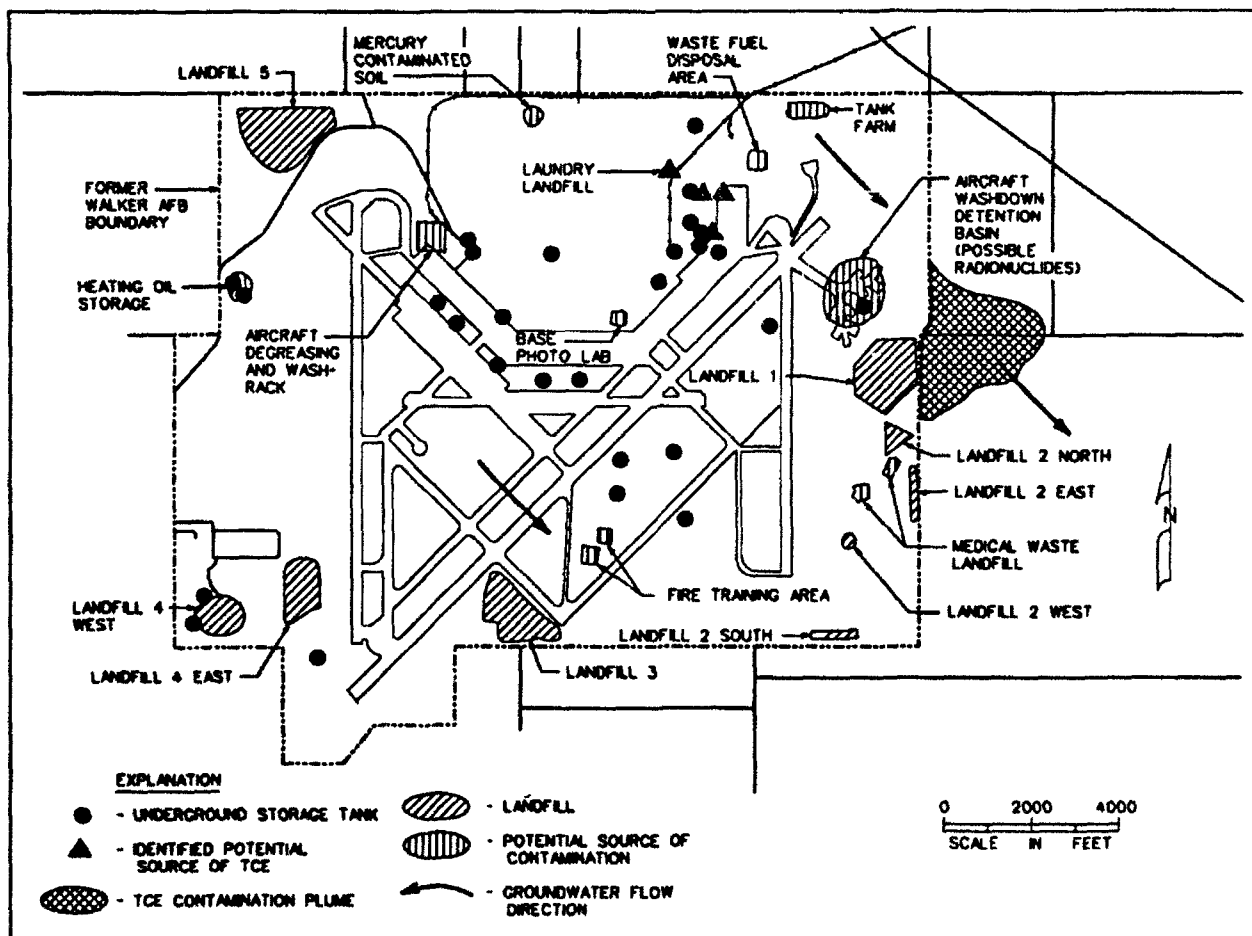 MERCURY
CONTAMINATED
SOIL
WASTE FUEL
DISPOSAL
AREA
LANDFILL 5
TANK
FARM
LAUNDRY
LANDFILL
FORMER
WALKER AFB
BOUNDARY
AIRCRAFT
WASHDOWN
DETENTION
BASIN
(POSSIBLE
RADIONUCLIDES)
HEATING OIL
STORAGE
AIRCRAFT
DEGREASING
AND WASH-
RACK
BASE
PHOTO LAB
LANDFILL 1
LANDFILL 2 NORTH
LANDFILL 2 EAST
N
MEDICAL WASTE
LANDFILL
LANDFILL 4
WEST
FIRE TRAINING AREA
LANDFILL 2 WEST
LANDFILL 2 SOUTH
LANDFILL 4 EAST
LANDFILL 3
EXPLANATION
- UNDERGROUND STORAGE TANK
- IDENTIFIED POTENTIAL
SOURCE OF TCE
- TCE CONTAMINATION PLUME
- LANDFILL
- POTENTIAL SOURCE OF
CONTAMINATION
- GROUNDWATER FLOW
DIRECTION
0 2000 4000
SCALE IN FEET